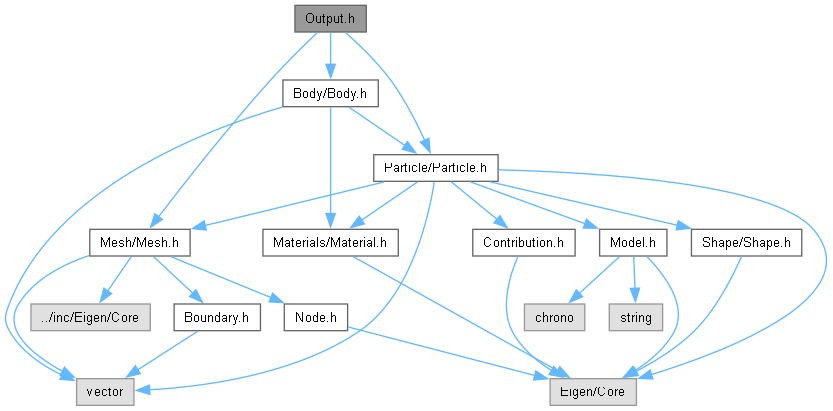 Output.h
Body/Body.h
Particle/Particle.h
Mesh/Mesh.h
Materials/Material.h
Contribution.h
Model.h
Shape/Shape.h
../inc/Eigen/Core
Boundary.h
Node.h
chrono
string
vector
Eigen/Core